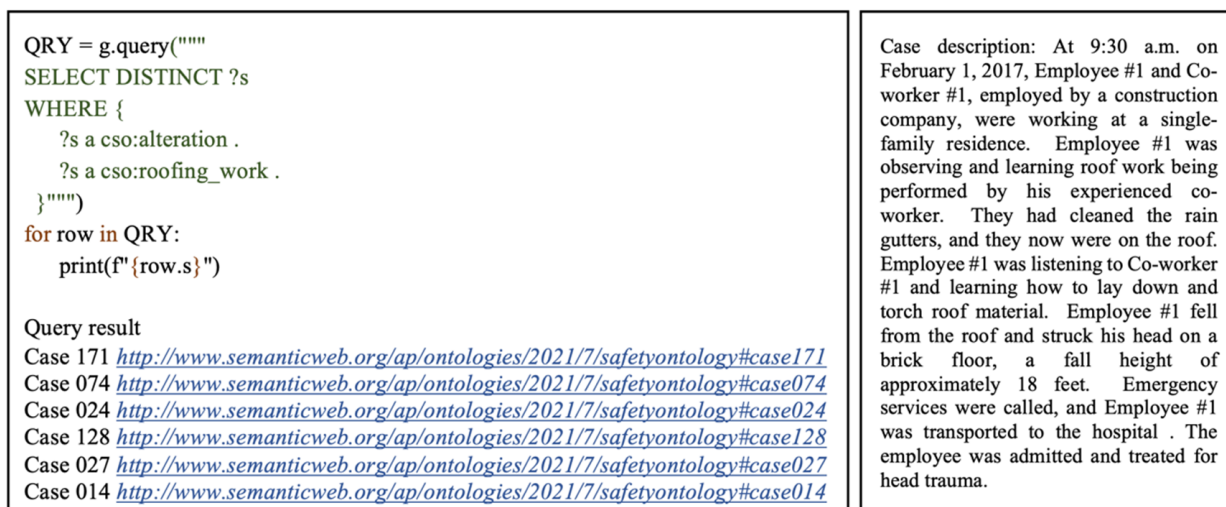 QRY = g.query("""
SELECT DISTINCT ?s
WHERE {
?s a cso:alteration .
?s a cso:roofing_work .
}""")
for row in QRY:
print(f"{row.s}")
Query result
Case 171 http://www.semanticweb.org/ap/ontologies/2021/7/safetyontology#case171
Case 074 http://www.semanticweb.org/ap/ontologies/2021/7/safetyontology#case074
Case 024 http://www.semanticweb.org/ap/ontologies/2021/7/safetyontology#case024
Case 128 http://www.semanticweb.org/ap/ontologies/2021/7/safetyontology#case128
Case 027 http://www.semanticweb.org/ap/ontologies/2021/7/safetyontology#case027
Case 014 http://www.semanticweb.org/ap/ontologies/2021/7/safetyontology#case014
Case description: At 9:30 a.m. on
February 1, 2017, Employee #1 and Co-
worker #1, employed by a construction
company, were working at a single-
family residence. Employee #1 was
observing and learning roof work being
performed by his experienced co-
worker. They had cleaned the rain
gutters, and they now were on the roof.
Employee #1 was listening to Co-worker
#1 and learning how to lay down and
torch roof material. Employee #1 fell
from the roof and struck his head on a
brick floor, a fall height of
approximately 18 feet. Emergency
services were called, and Employee #1
was transported to the hospital . The
employee was admitted and treated for
head trauma.